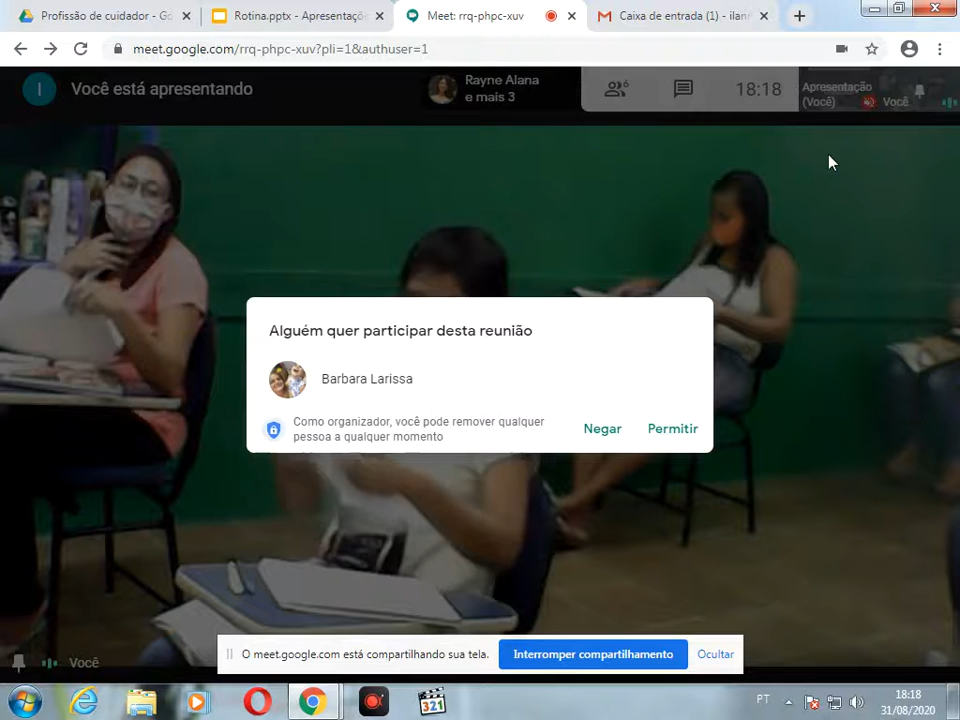 Profissão de cuidador - Go
Rotina.pptx - Apresentaçõe
Meet: rrq-phpc-xuv
Caixa de entrada (1) - ilann
meet.google.com/rrq-phpc-xuv?pli=1&authuser=1
I
Você está apresentando
Rayne Alana
e mais 3
6
18:18
Apresentação
(Você)
Você
Alguém quer participar desta reunião
Barbara Larissa
Como organizador, você pode remover qualquer
pessoa a qualquer momento
Negar
Permitir
Você
O meet.google.com está compartilhando sua tela.
Interromper compartilhamento
Ocultar
321
PT
18:18
31/08/2020